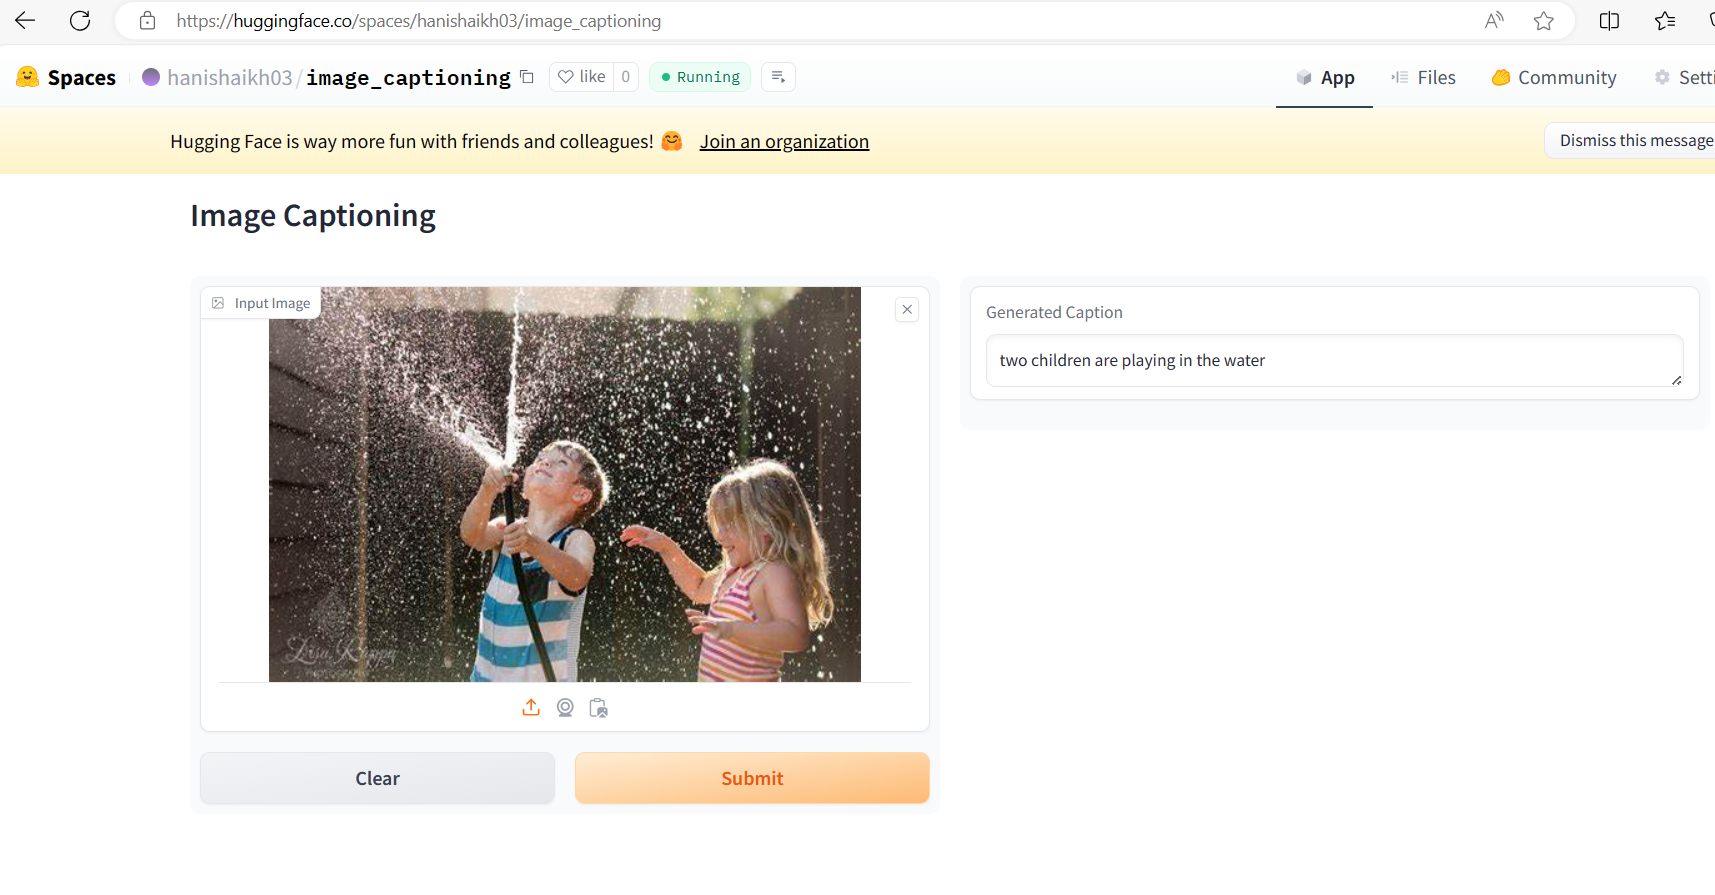 https://huggingface.co/spaces/hanishaikh03/image_captioning
Spaces hanishaikh03/image_captioning like 0 Running App Files Community Setti
Hugging Face is way more fun with friends and colleagues! 🤗 Join an organization Dismiss this message
Image Captioning
Input Image
Generated Caption
two children are playing in the water
Clear Submit